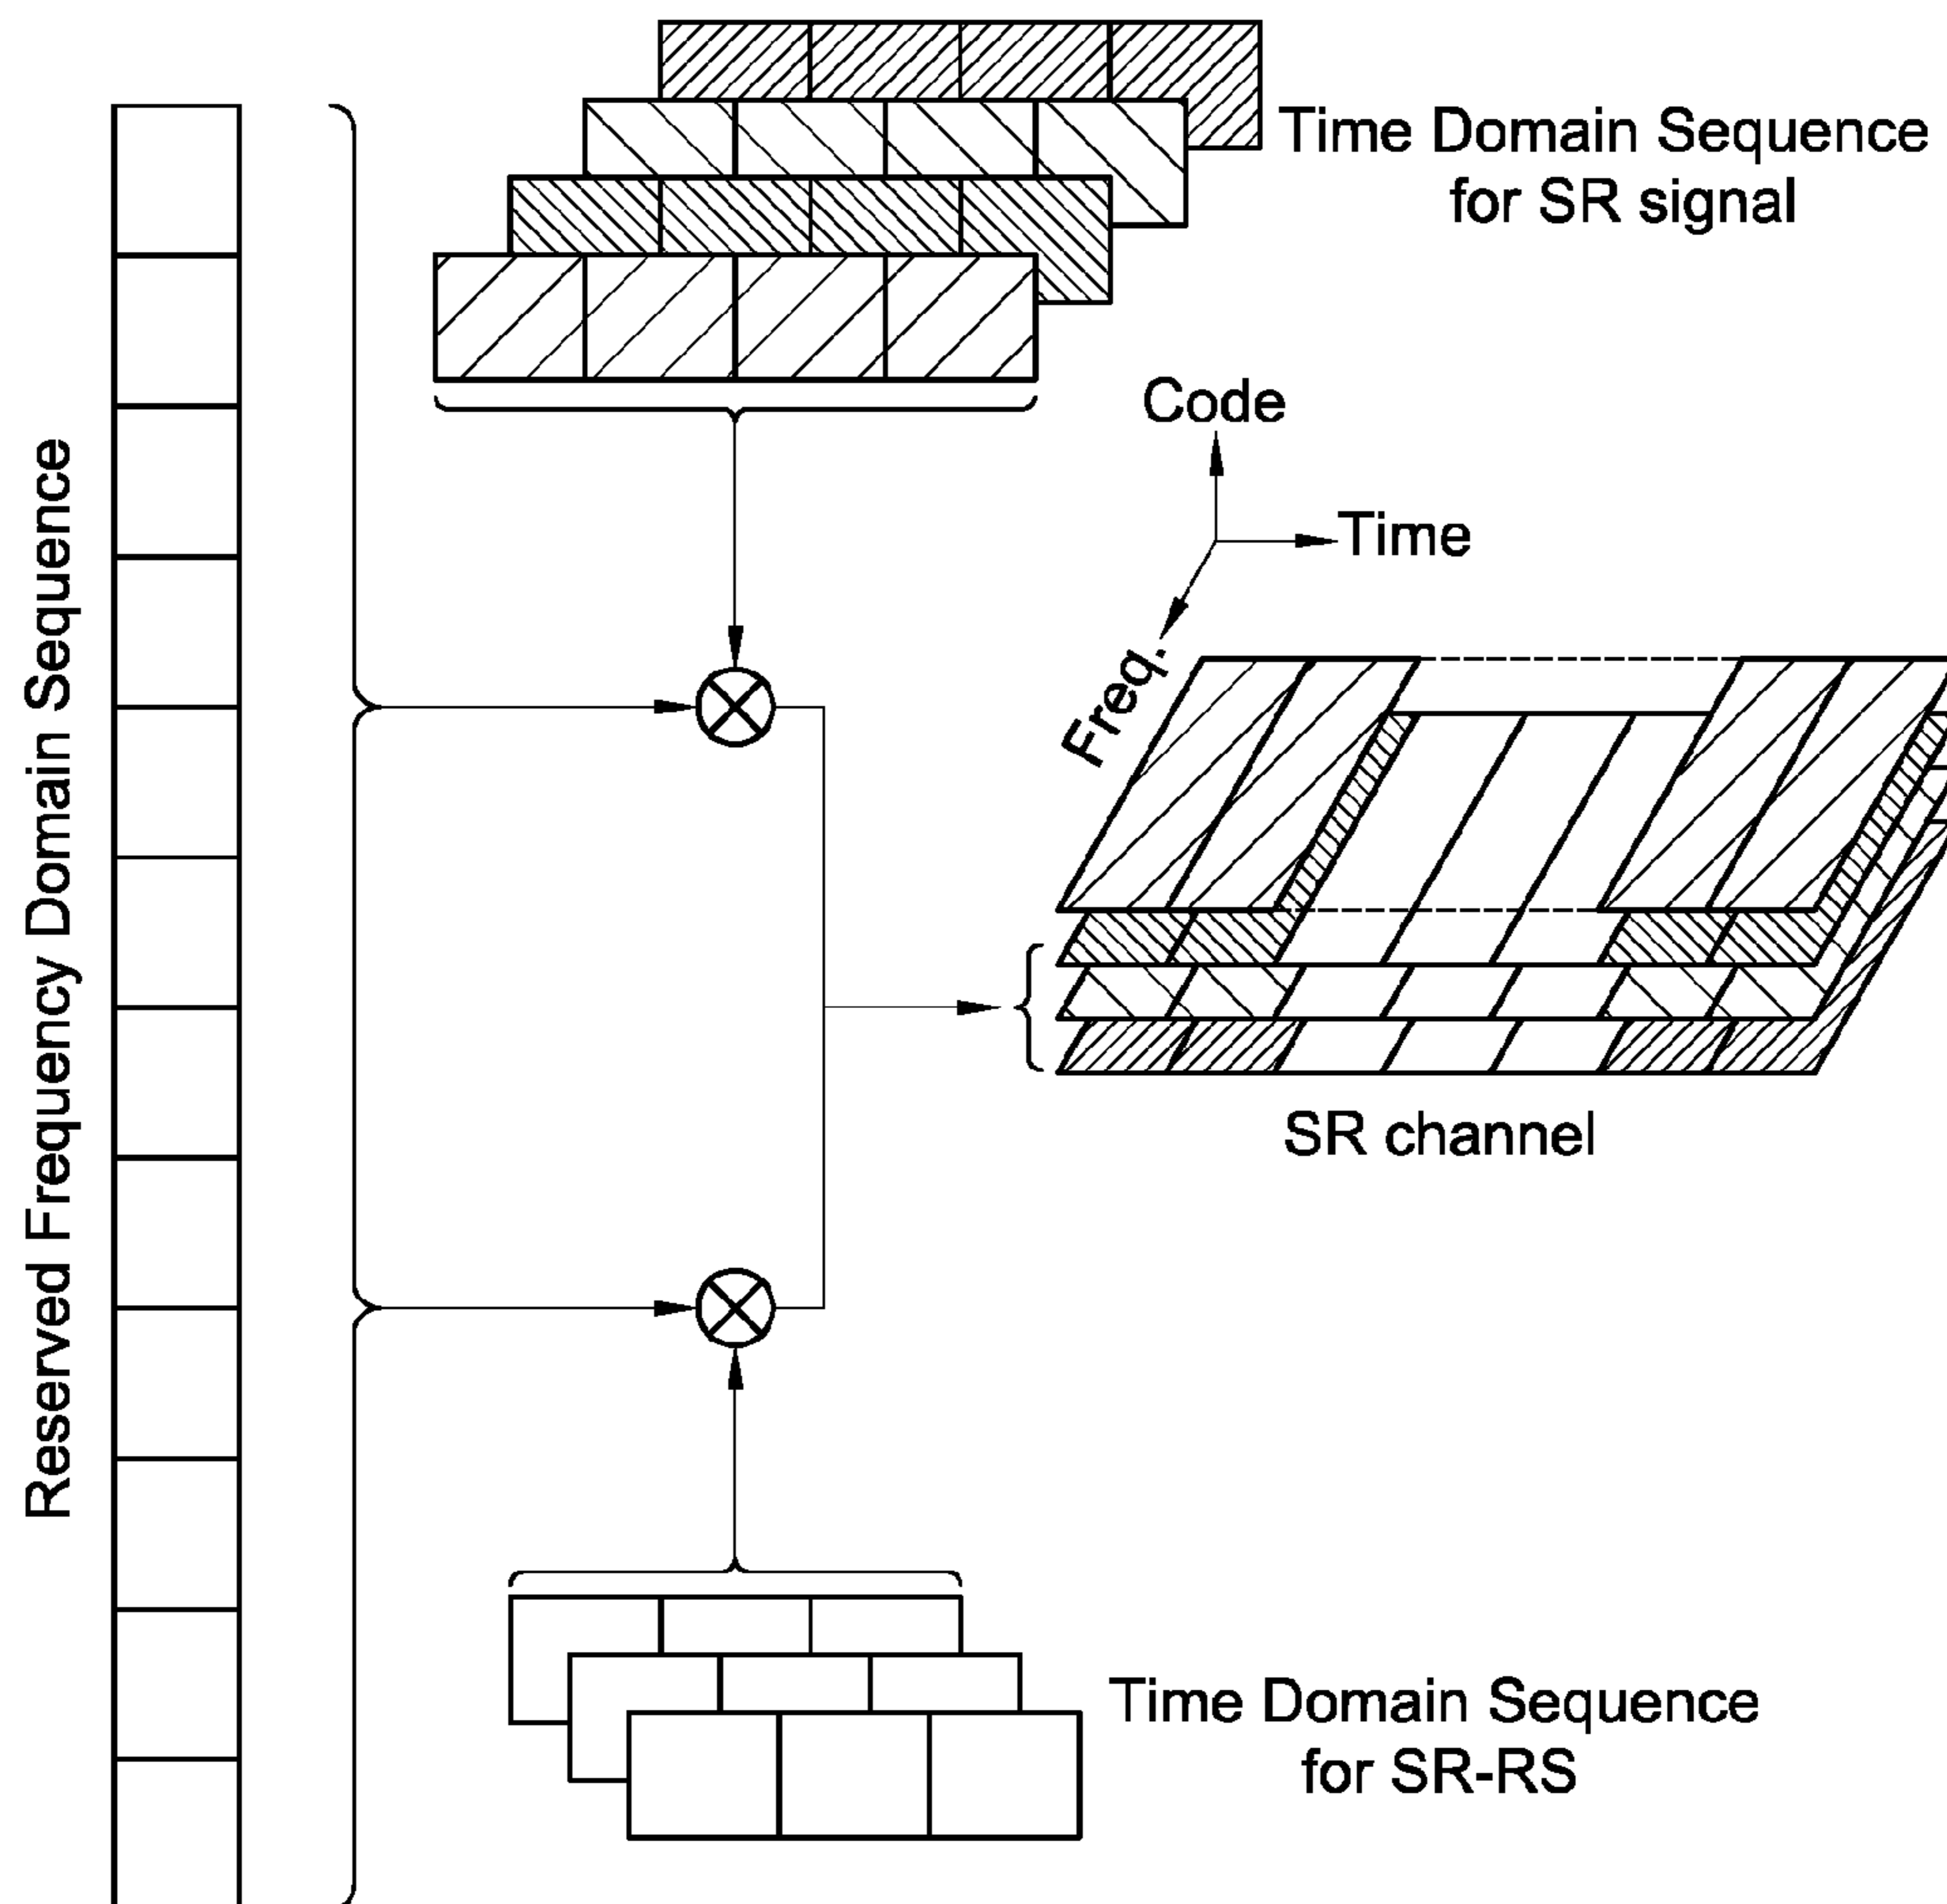 Time Domain Sequence
for SR signal
Code
Time
Freq.
Reserved Frequency Domain Sequence
SR channel
Time Domain Sequence
for SR-RS